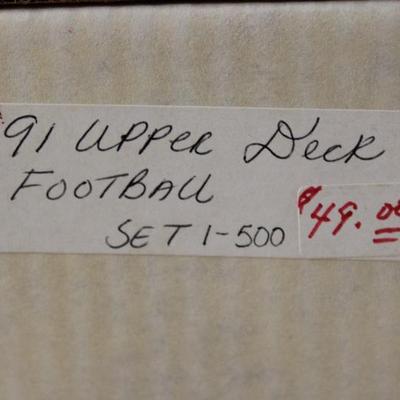 '91 UPPER Deck
FOOTBALL
SET 1-500
$49.00